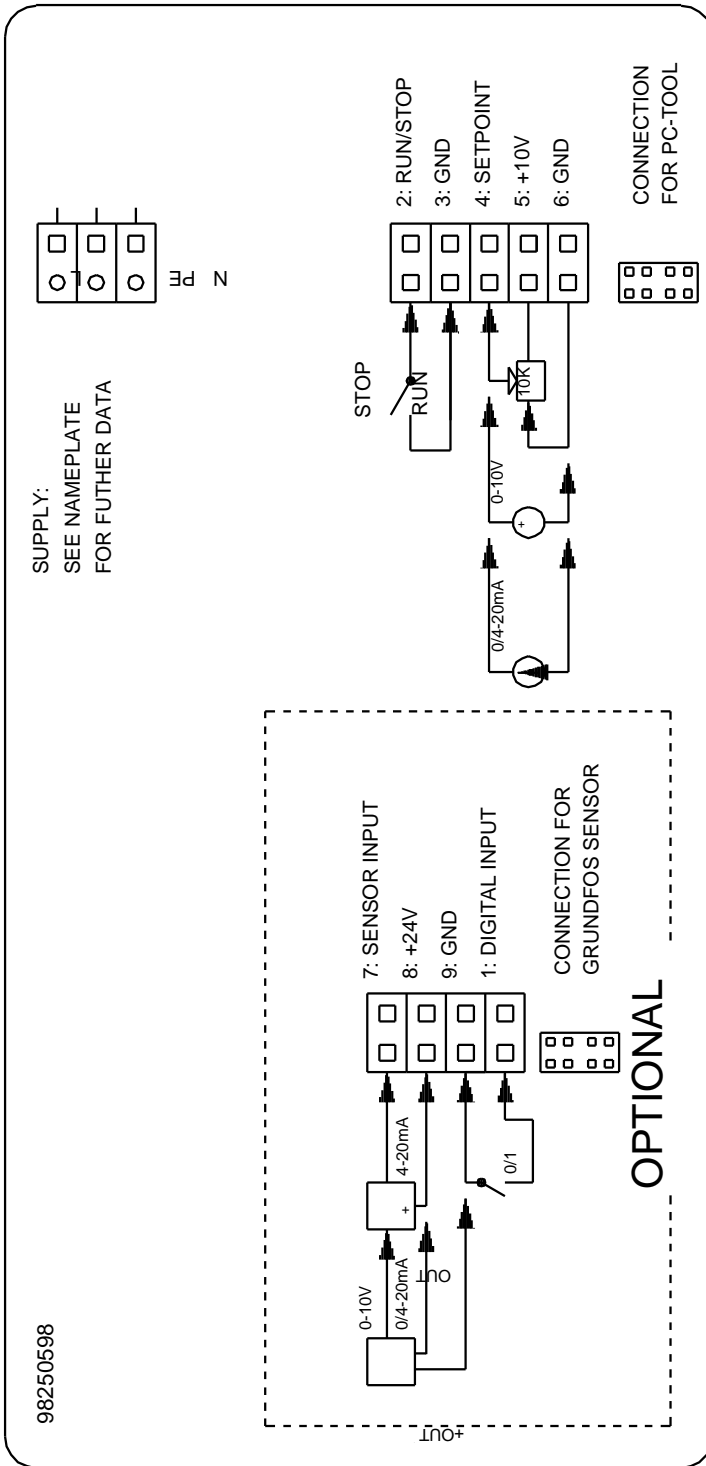 98250598
SUPPLY:
SEE NAMEPLATE
FOR FUTHER DATA
L
N PE
STOP
RUN
2: RUN/STOP
3: GND
4: SETPOINT
5: +10V
6: GND
10K
0-10V
+
0/4-20mA
CONNECTION
FOR PC-TOOL
7: SENSOR INPUT
8: +24V
9: GND
1: DIGITAL INPUT
0-10V
0/4-20mA
4-20mA
+
OUT
+OUT
0/1
CONNECTION FOR
GRUNDFOS SENSOR
OPTIONAL